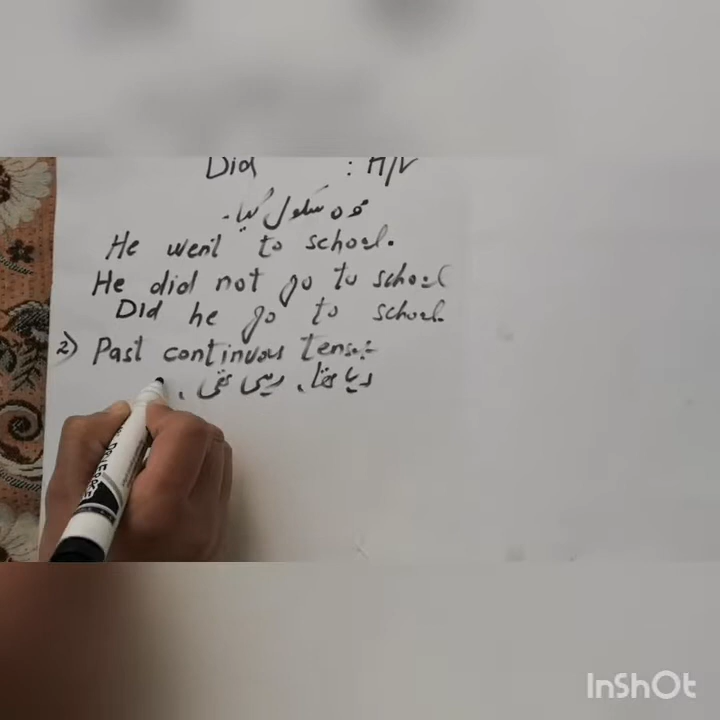 Did : H/V
وہ سکول گیا۔
He went to school.
He did not go to school
Did he go to school.
2) Past continuous tense:-
رہا تھا، رہی تھی،
InShOt